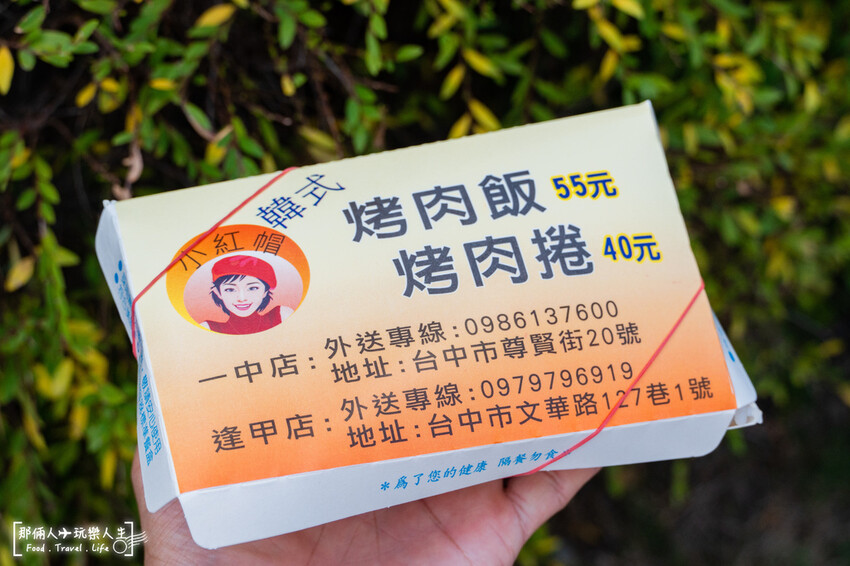 韓式
小紅帽
烤肉飯 55元
烤肉捲 40元
一中店：外送專線：0986137600
地址：台中市尊賢街20號
逢甲店：外送專線：0979796919
地址：台中市文華路127巷1號
*為了您的健康 隔餐勿食
那倆人玩樂人生
Food . Travel . Life